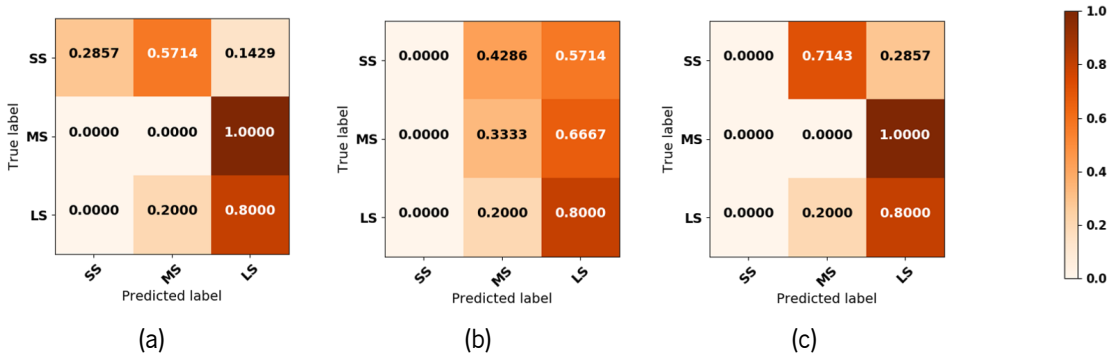 True label
SS 0.2857 0.5714 0.1429
MS 0.0000 0.0000 1.0000
LS 0.0000 0.2000 0.8000
SS MS LS
Predicted label
(a)
True label
SS 0.0000 0.4286 0.5714
MS 0.0000 0.3333 0.6667
LS 0.0000 0.2000 0.8000
SS MS LS
Predicted label
(b)
True label
SS 0.0000 0.7143 0.2857
MS 0.0000 0.0000 1.0000
LS 0.0000 0.2000 0.8000
SS MS LS
Predicted label
(c)
1.0
0.8
0.6
0.4
0.2
0.0